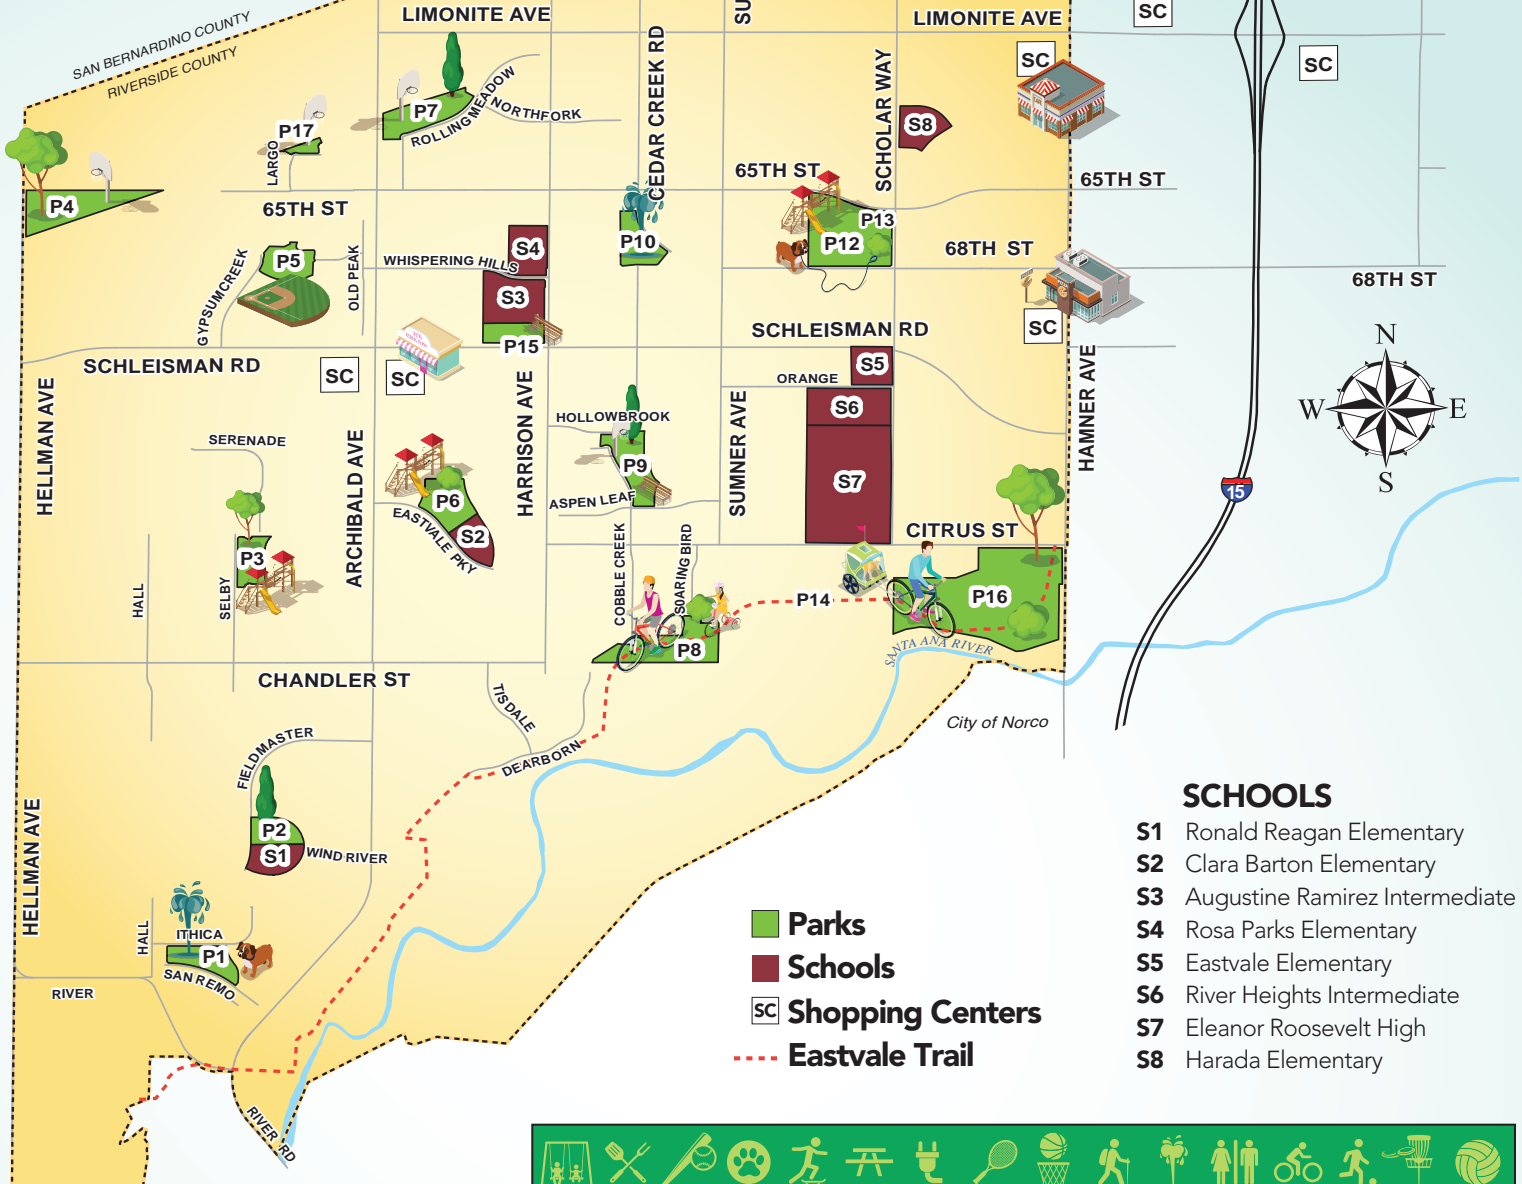 LIMONITE AVE
SU
LIMONITE AVE
SC
SAN BERNARDINO COUNTY
RIVERSIDE COUNTY
CEDAR CREEK RD
SCHOLAR WAY
SC
SC
P7
ROLLING MEADOW
NORTHFORK
P17
LARGO
S8
65TH ST
65TH ST
P4
65TH ST
P13
P12
P10
S4
68TH ST
68TH ST
P5
GYPSUMCREEK
OLD PEAK
WHISPERING HILLS
S3
ICE CREAM
SC
SCHLEISMAN RD
P15
SCHLEISMAN RD
SC
SC
S5
ORANGE
HAMNER AVE
N
W
E
S
HELLMAN AVE
HARRISON AVE
SUMNER AVE
S6
HOLLOWBROOK
SERENADE
ARCHIBALD AVE
P9
S7
P6
ASPEN LEAF
15
EASTVALE PKY
S2
CITRUS ST
P3
COBBLE CREEK
SOARING BIRD
HALL
SELBY
P14
P16
P8
SANTA ANA RIVER
CHANDLER ST
TISDALE
City of Norco
FIELDMASTER
DEARBORN
P2
S1
WIND RIVER
HELLMAN AVE
HALL
ITHICA
P1
SAN REMO
RIVER
RIVER RD
Parks
Schools
SC Shopping Centers
Eastvale Trail
SCHOOLS
S1 Ronald Reagan Elementary
S2 Clara Barton Elementary
S3 Augustine Ramirez Intermediate
S4 Rosa Parks Elementary
S5 Eastvale Elementary
S6 River Heights Intermediate
S7 Eleanor Roosevelt High
S8 Harada Elementary